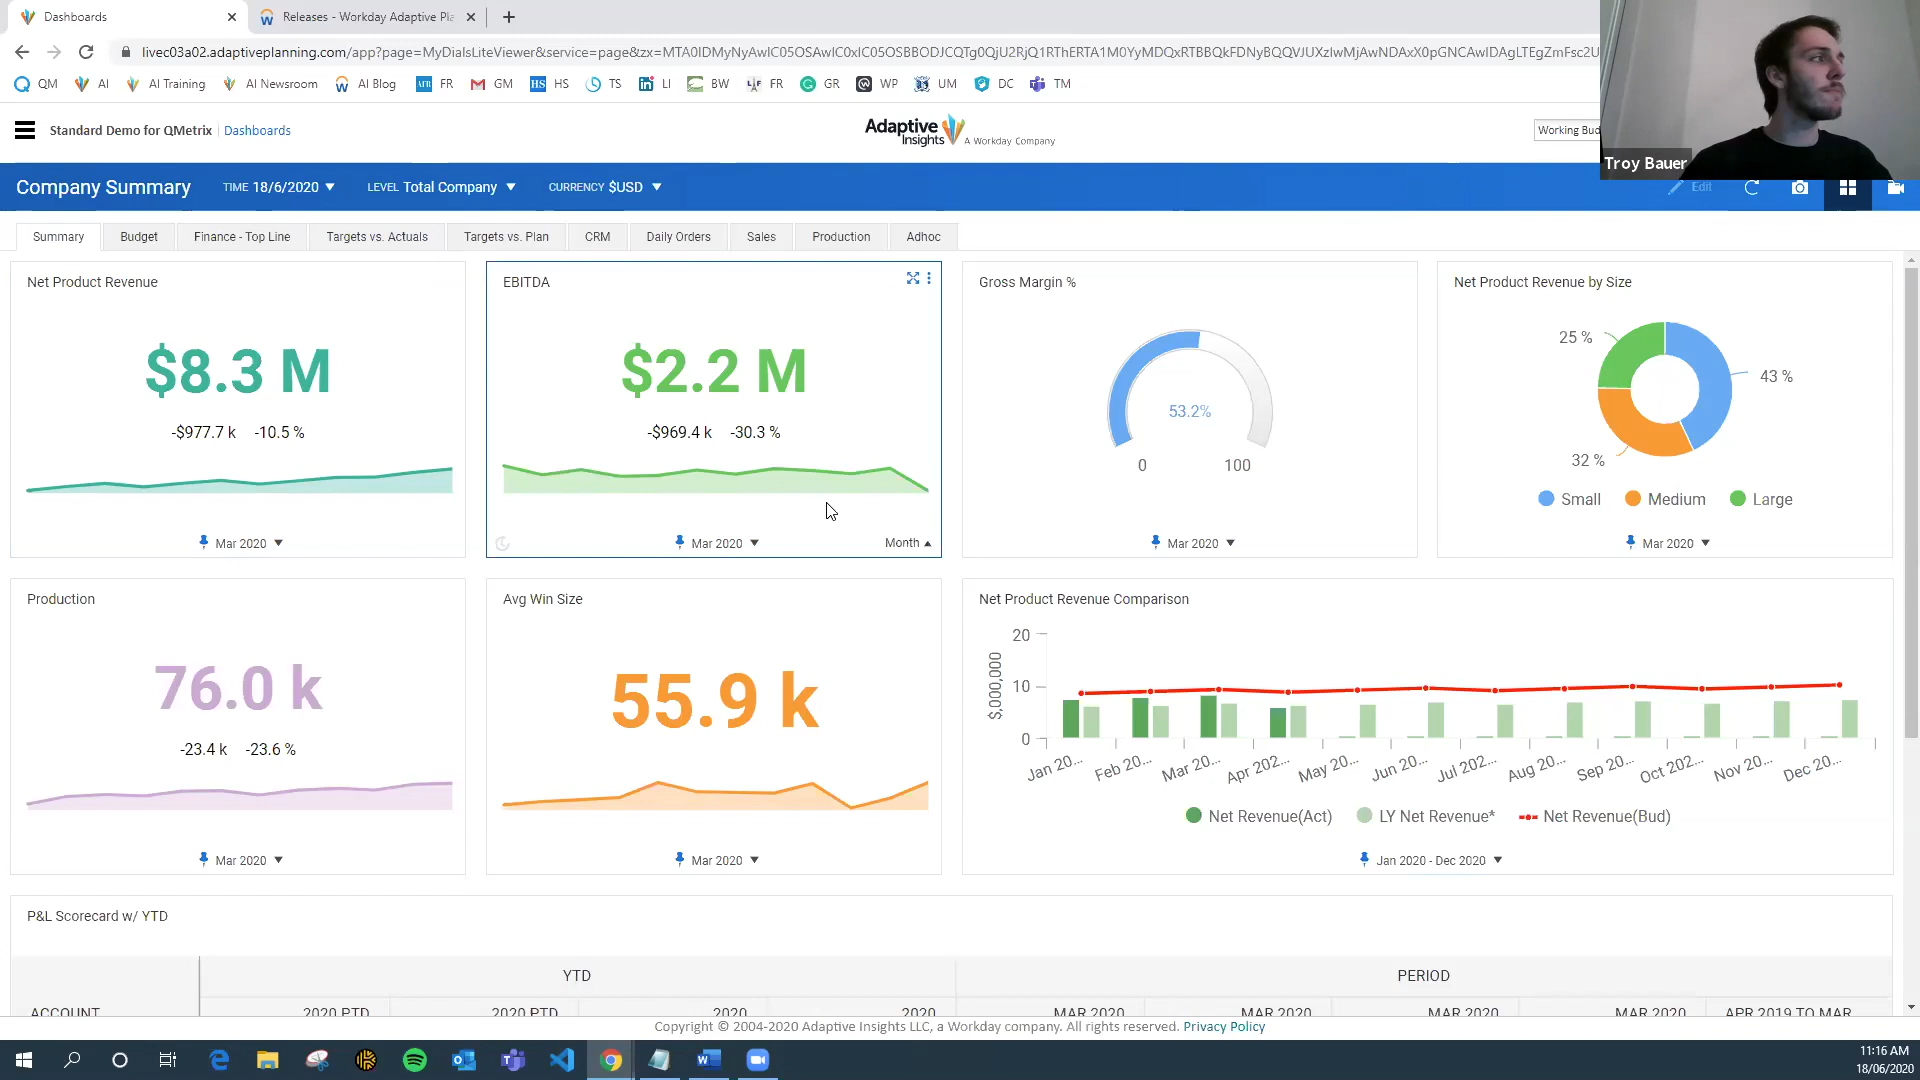 Dashboards
Releases - Workday Adaptive Pla
livec03a02.adaptiveplanning.com/app?page=MyDialsLiteViewer&service=page&zx=
QM AI AI Training AI Newsroom AI Blog FR GM HS TS LI BW FR GR WP UM DC TM
Standard Demo for QMetrix Dashboards
Adaptive Insights A Workday Company
Working Bud
Troy Bauer
Company Summary TIME 18/6/2020 LEVEL Total Company CURRENCY $USD Edit
Summary Budget Finance - Top Line Targets vs. Actuals Targets vs. Plan CRM Daily Orders Sales Production Adhoc
Net Product Revenue
$8.3 M
-$977.7 k -10.5 %
Mar 2020
EBITDA
$2.2 M
-$969.4 k -30.3 %
Mar 2020
Month
Gross Margin %
53.2%
0 100
Mar 2020
Net Product Revenue by Size
25 %
43 %
32 %
Small Medium Large
Mar 2020
Production
76.0 k
-23.4 k -23.6 %
Mar 2020
Avg Win Size
55.9 k
Mar 2020
Net Product Revenue Comparison
$,000,000
20
10
0
Jan 20... Feb 20... Mar 20... Apr 202... May 20... Jun 20... Jul 202... Aug 20... Sep 20... Oct 202... Nov 20... Dec 20...
Net Revenue(Act) LY Net Revenue* Net Revenue(Bud)
Jan 2020 - Dec 2020
P&L Scorecard w/ YTD
YTD PERIOD
ACCOUNT 2020 PTD 2020 PTD 2020 2020 MAR 2020 MAR 2020 MAR 2020 MAR 2020 APR 2019 TO MAR
Copyright © 2004-2020 Adaptive Insights LLC, a Workday company. All rights reserved. Privacy Policy
11:16 AM
18/06/2020